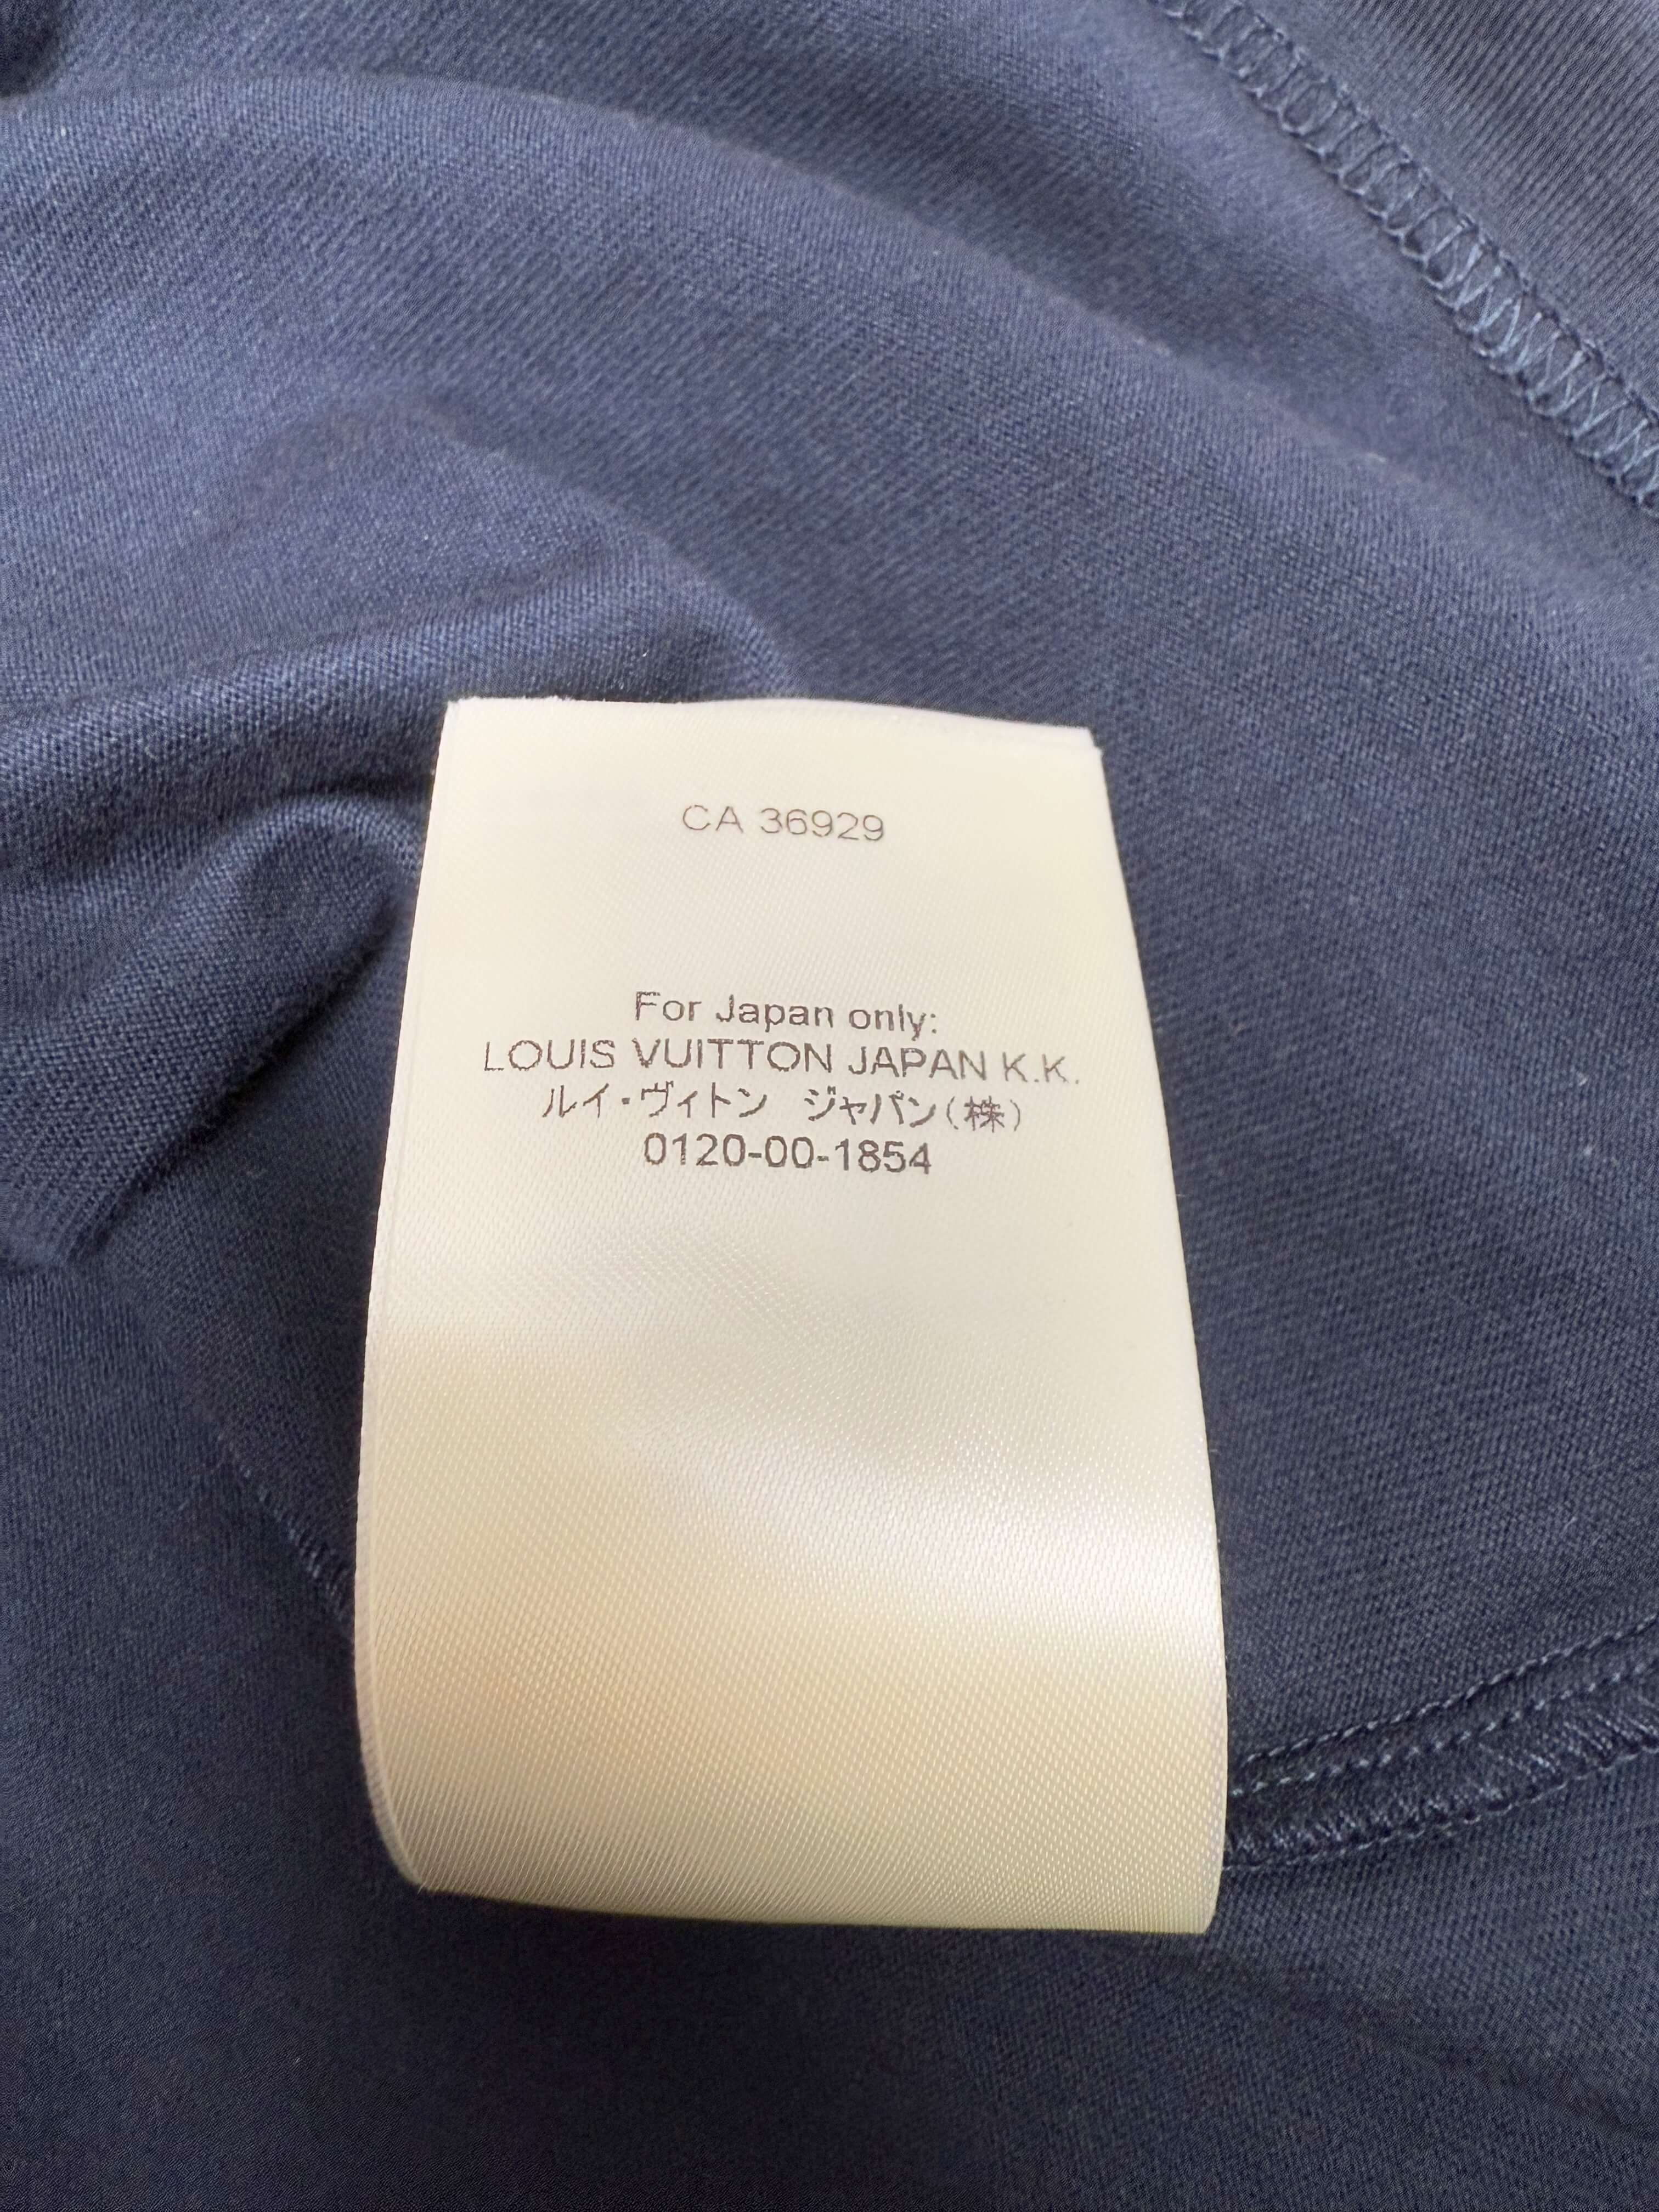 CA 36929
For Japan only:
LOUIS VUITTON JAPAN K.K.
ルイ・ヴィトン　ジャパン(株)
0120-00-1854